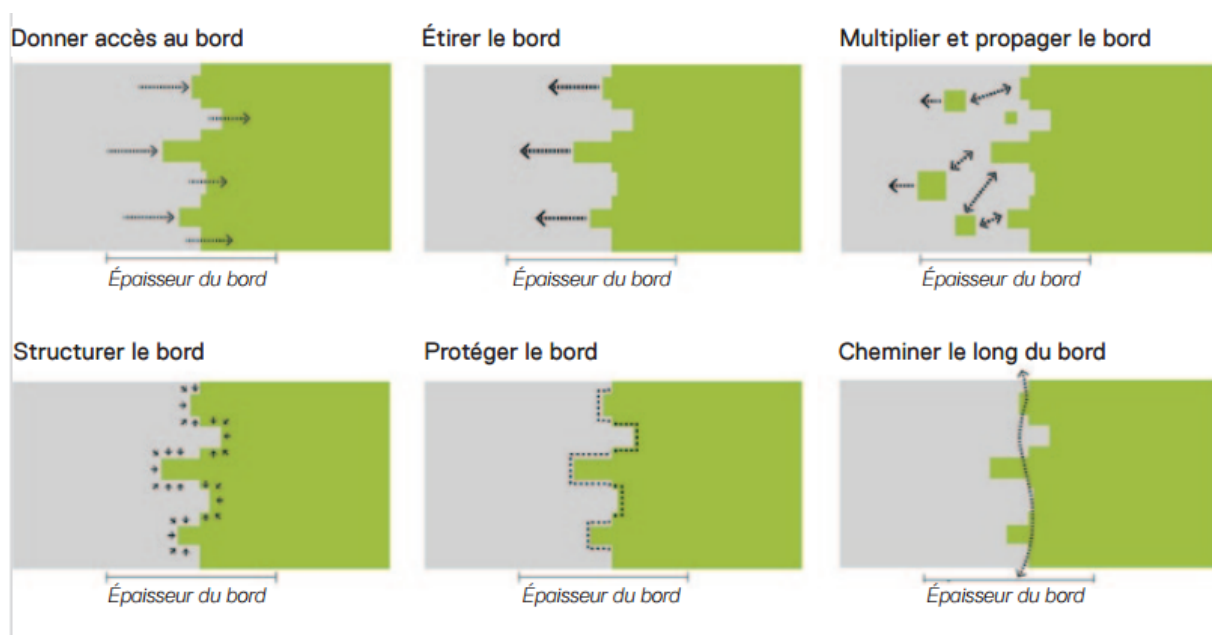 Donner accès au bord
Étirer le bord
Multiplier et propager le bord
Épaisseur du bord
Épaisseur du bord
Épaisseur du bord
Structurer le bord
Protéger le bord
Cheminer le long du bord
Épaisseur du bord
Épaisseur du bord
Épaisseur du bord